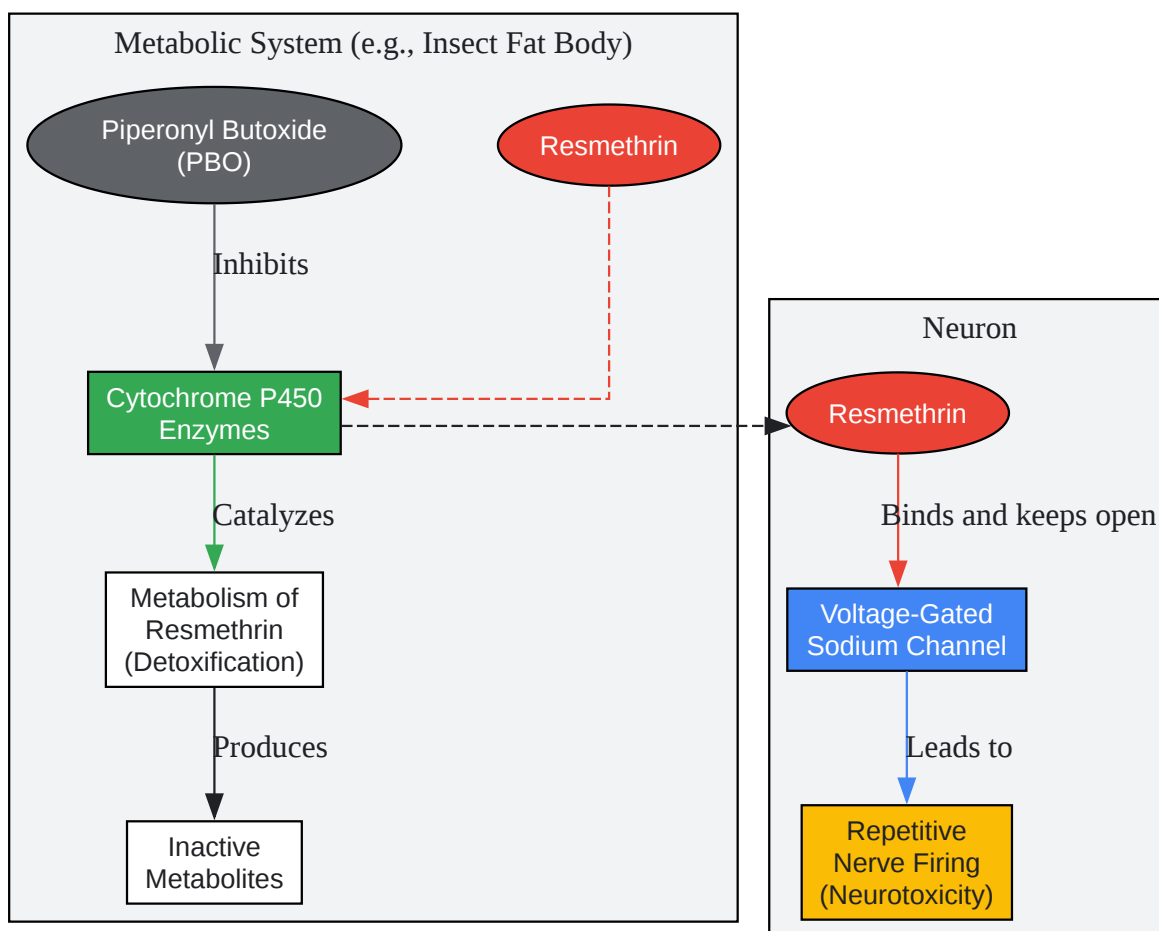 Metabolic System (e.g., Insect Fat Body)
Piperonyl Butoxide
(PBO)
Resmethrin
Inhibits
Cytochrome P450
Enzymes
Catalyzes
Metabolism of
Resmethrin
(Detoxification)
Produces
Inactive
Metabolites
Neuron
Resmethrin
Binds and keeps open
Voltage-Gated
Sodium Channel
Leads to
Repetitive
Nerve Firing
(Neurotoxicity)